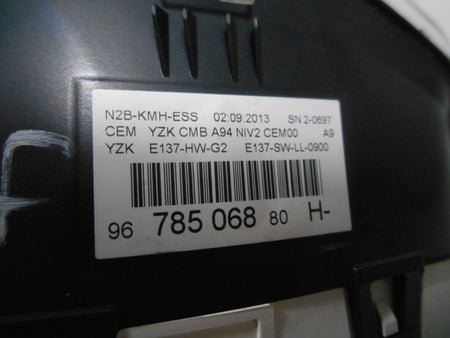 N2B-KMH-ESS 02.09.2013 SN 2-0697
CEM YZK CMB A94 NIV2 CEM00 A9
YZK E137-HW-G2 E137-SW-LL-0900
96 785 068 80 H-